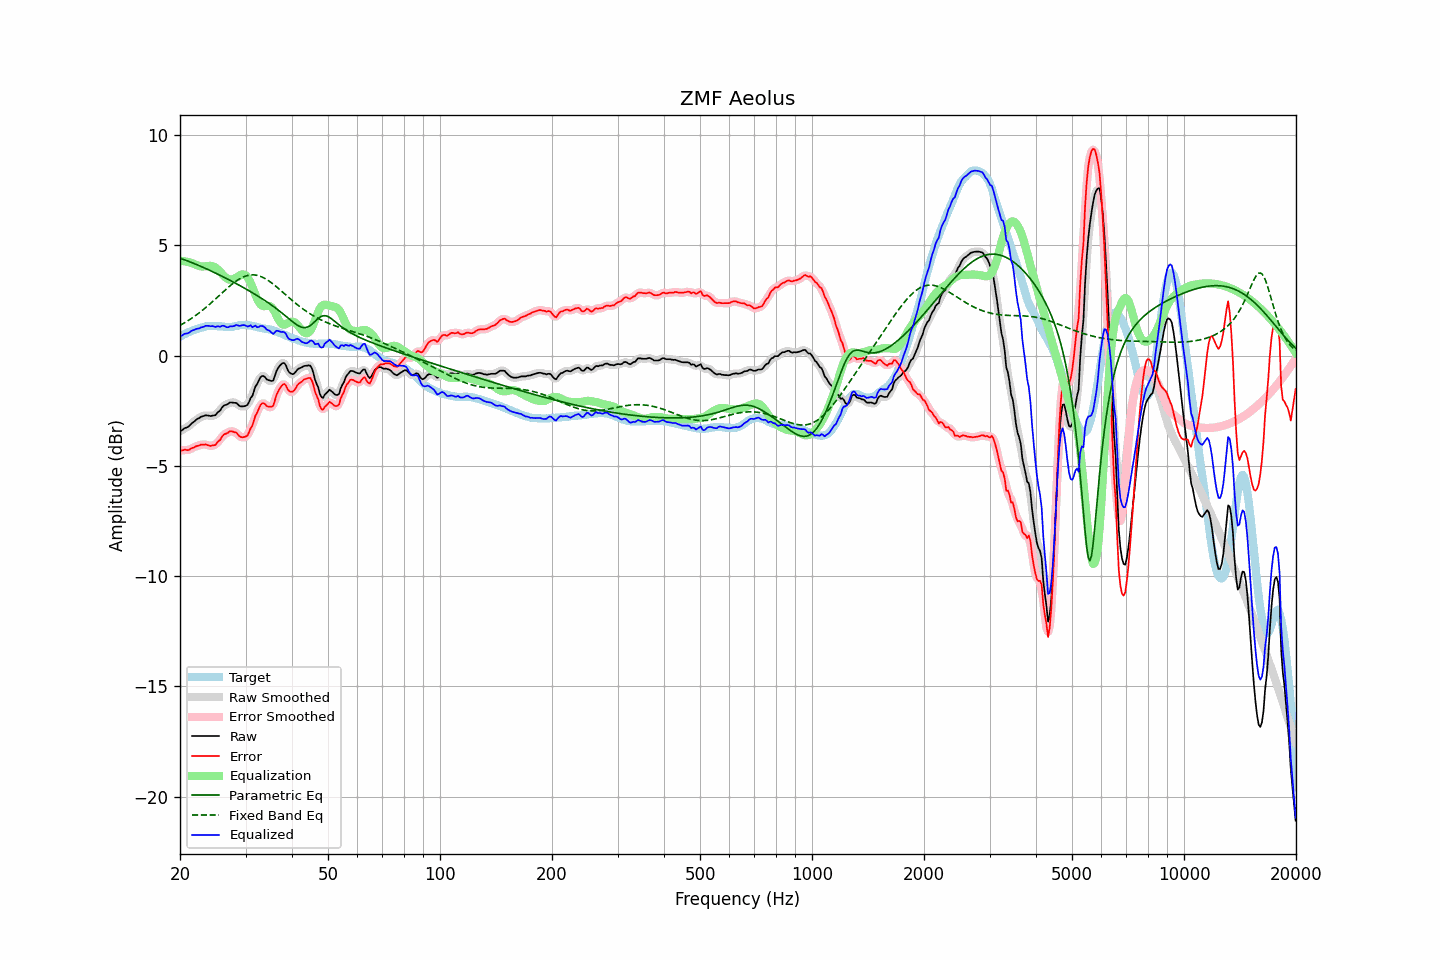 ZMF Aeolus
10
5
0
−5
−10
−15
−20
Amplitude (dBr)
Target
Raw Smoothed
Error Smoothed
Raw
Error
Equalization
Parametric Eq
Fixed Band Eq
Equalized
20 50 100 200 500 1000 2000 5000 10000 20000
Frequency (Hz)